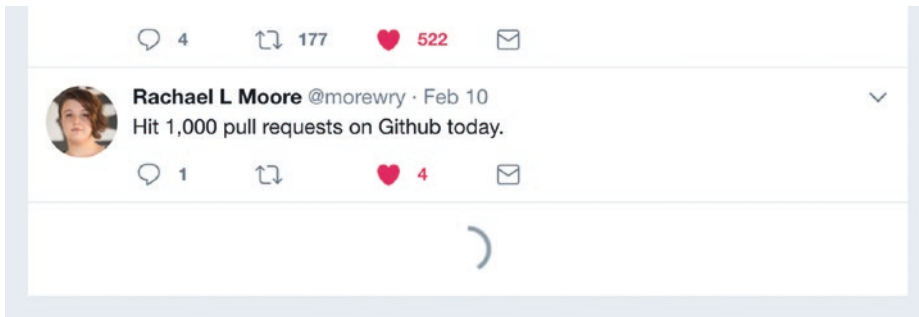 4 177 522
Rachael L Moore @morewry · Feb 10
Hit 1,000 pull requests on Github today.
1 4